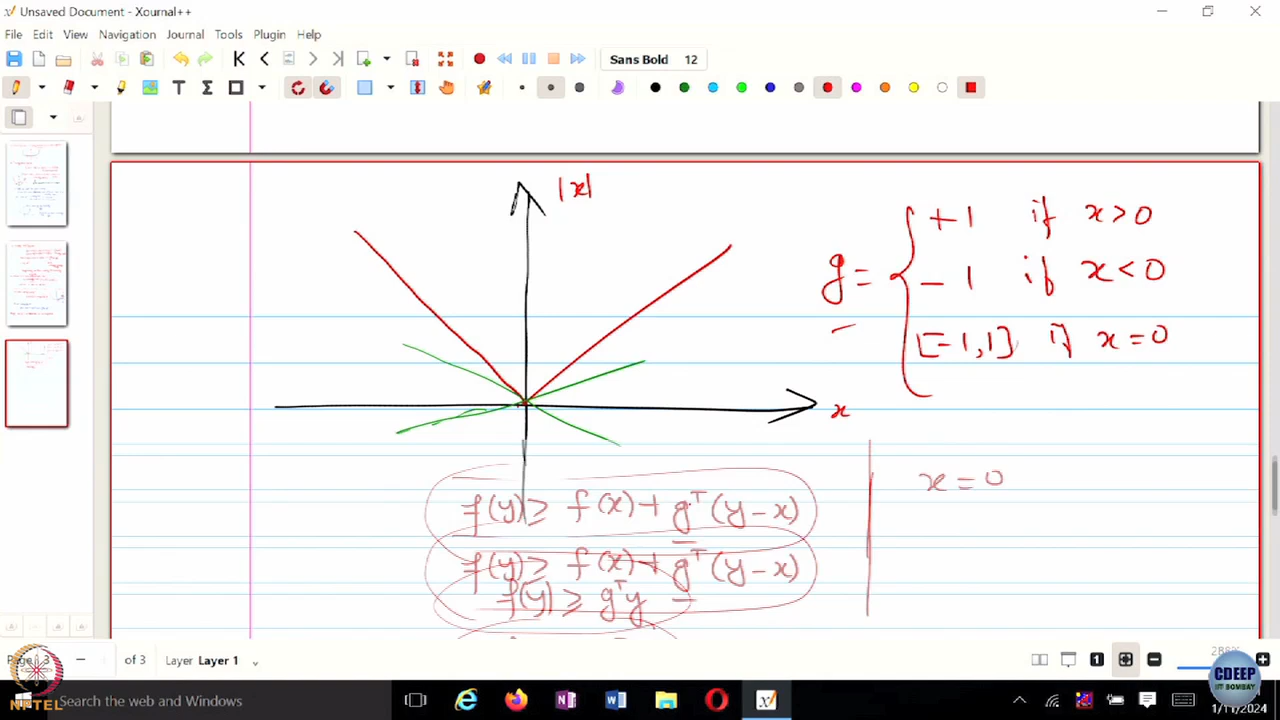 Unsaved Document - Xournal++
File Edit View Navigation Journal Tools Plugin Help
Sans Bold 12
|x|
g = { +1 if x>0
-1 if x<0
[-1,1] if x=0
x
x=0
f(y) ≥ f(x) + gᵀ(y-x)
f(y) ≥ f(x) + gᵀ(y-x)
f(y) ≥ gᵀy
of 3 Layer Layer 1
288%
Search the web and Windows
NPTEL
CDEEP
IIT BOMBAY
1/11/2024